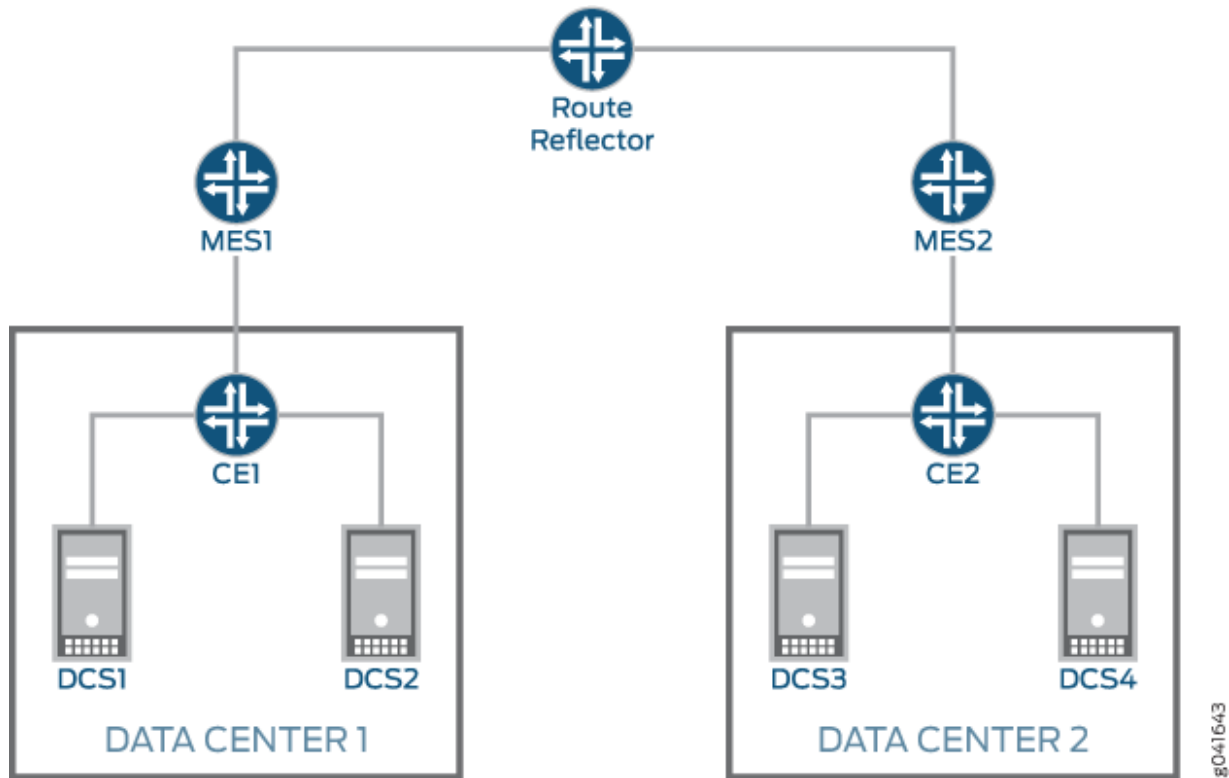 Route
Reflector
MES1
MES2
CE1
CE2
DCS1
DCS2
DCS3
DCS4
DATA CENTER 1
DATA CENTER 2
g041643